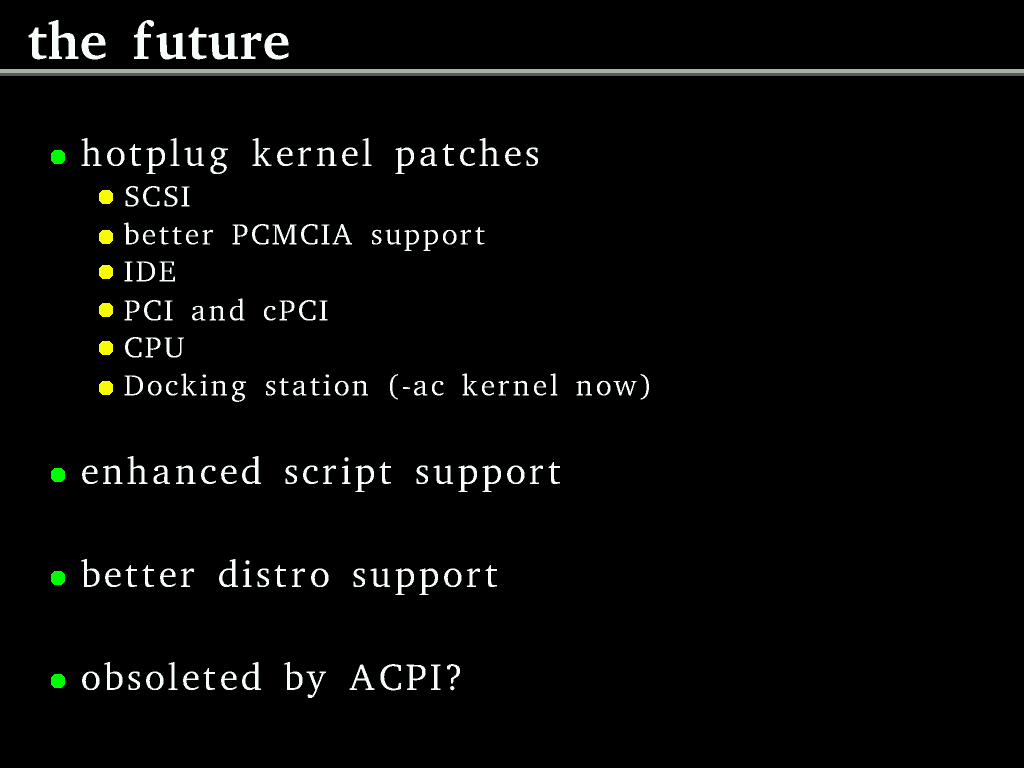 the future
hotplug kernel patches
SCSI
better PCMCIA support
IDE
PCI and cPCI
CPU
Docking station (-ac kernel now)
enhanced script support
better distro support
obsoleted by ACPI?